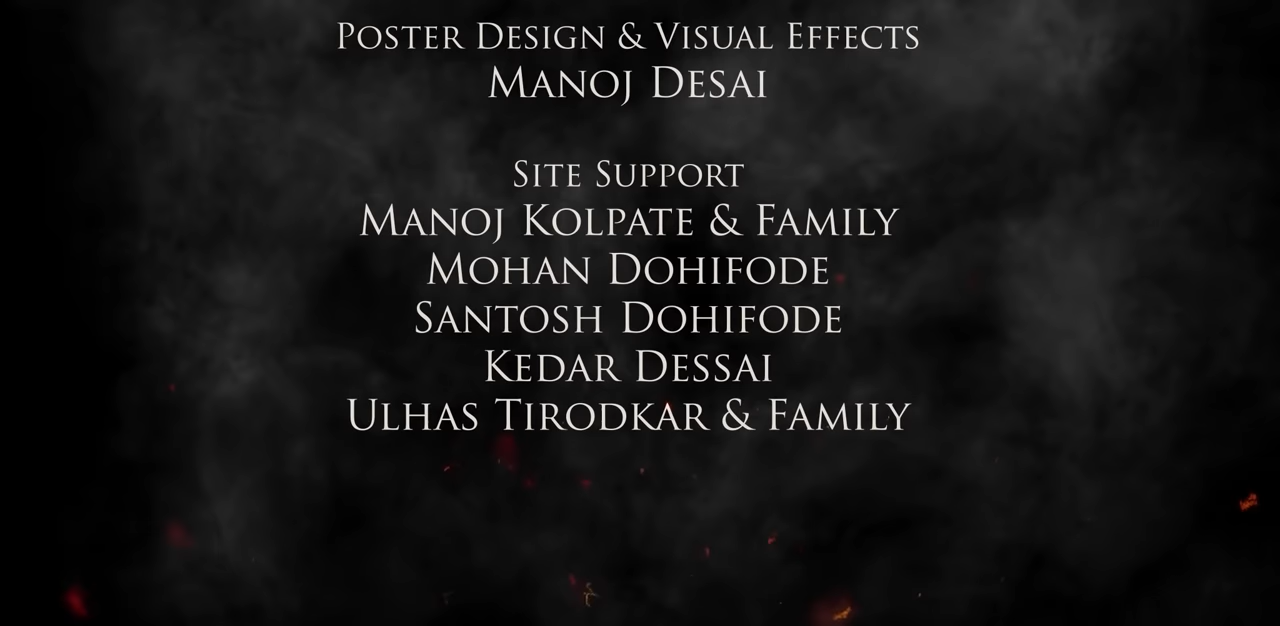 Poster Design & Visual Effects
Manoj Desai
Site Support
Manoj Kolpate & Family
Mohan Dohifode
Santosh Dohifode
Kedar Dessai
Ulhas Tirodkar & Family